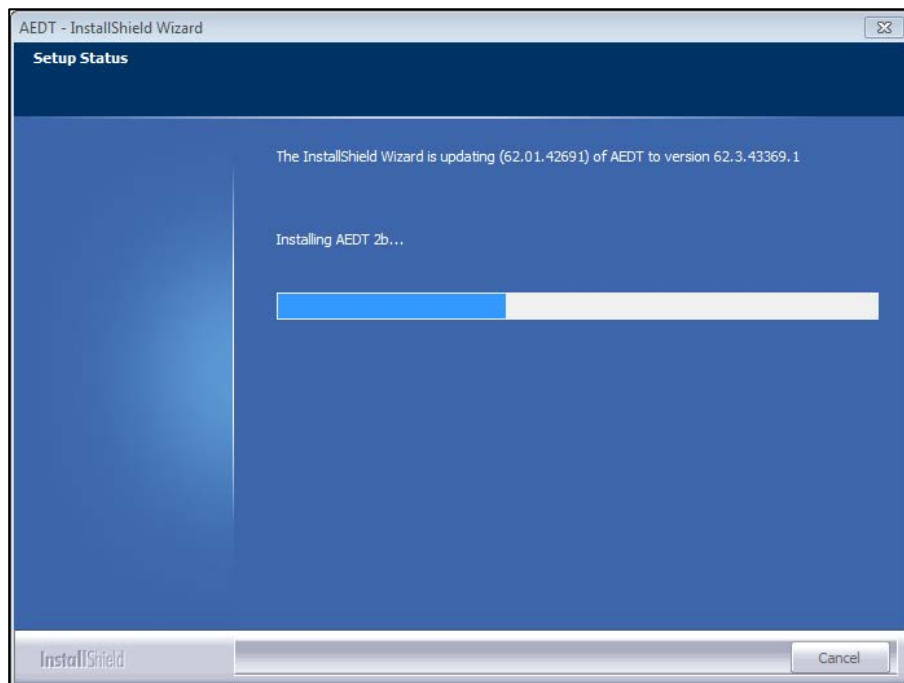 AEDT - InstallShield Wizard
Setup Status
The InstallShield Wizard is updating (62.01.42691) of AEDT to version 62.3.43369.1
Installing AEDT 2b...
InstallShield
Cancel